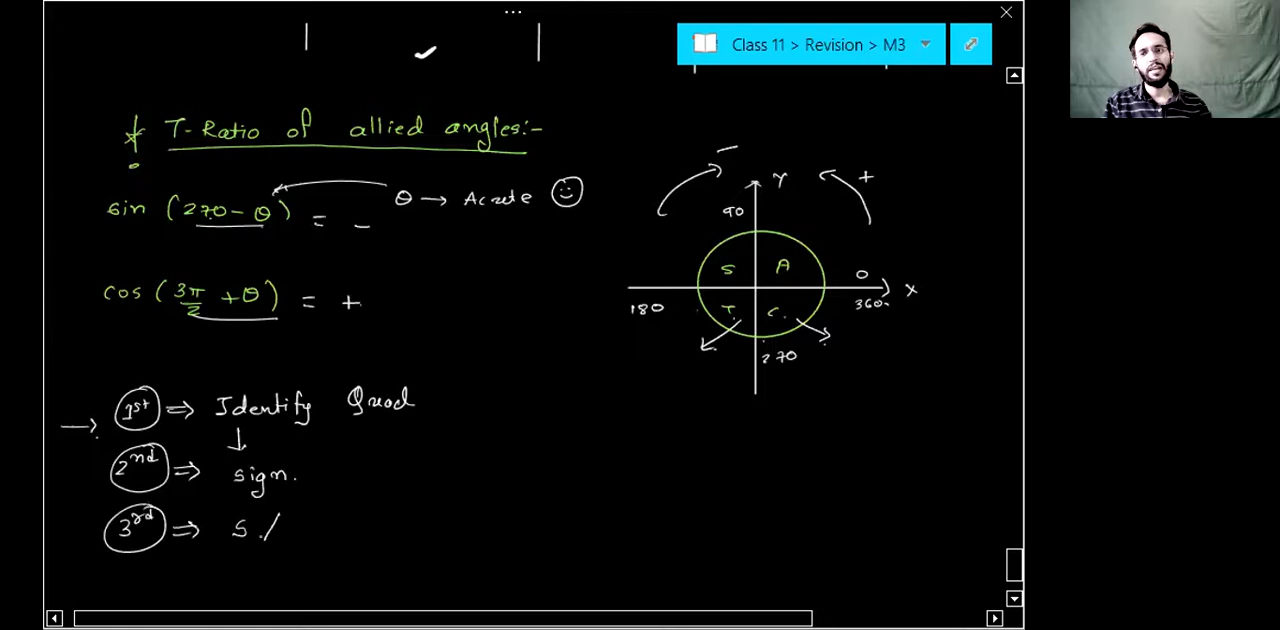 Class 11 > Revision > M3
* T-Ratio of allied angles:-
sin (270 - θ) = -
θ → Acute
cos (3π/2 + θ) = +
1st ⇒ Identify Quad
↓
2nd ⇒ sign.
3rd ⇒ S /
- +
Y
90
S A
0
180
360
X
T C
270